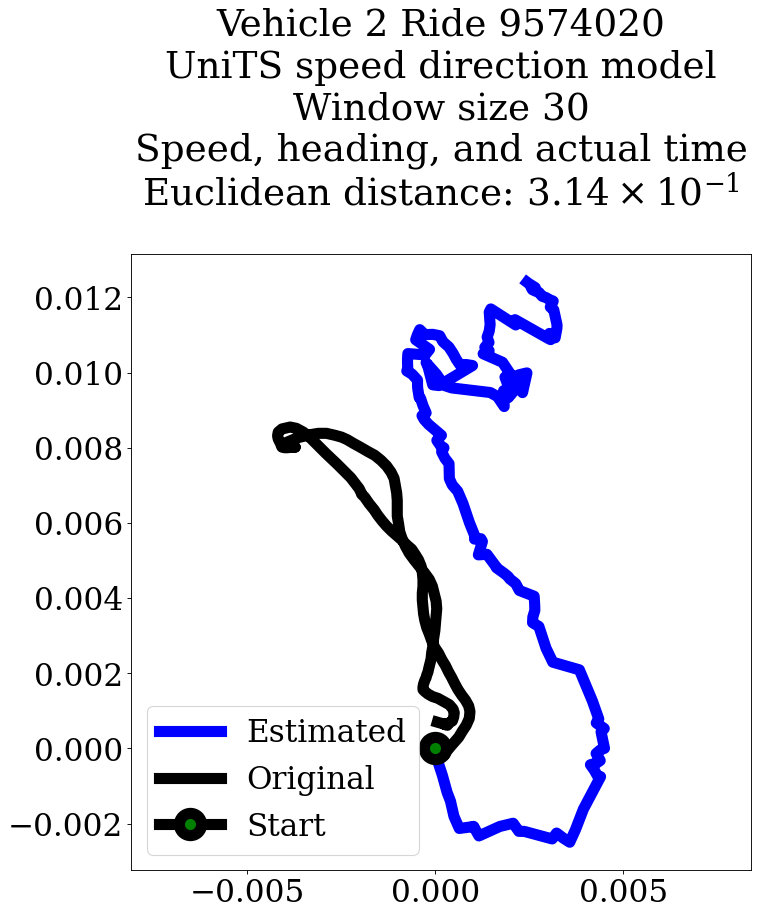 Vehicle 2 Ride 9574020
UniTS speed direction model
Window size 30
Speed, heading, and actual time
Euclidean distance: 3.14 × 10⁻¹
0.012
0.010
0.008
0.006
0.004
0.002
0.000
−0.002
Estimated
Original
Start
−0.005 0.000 0.005